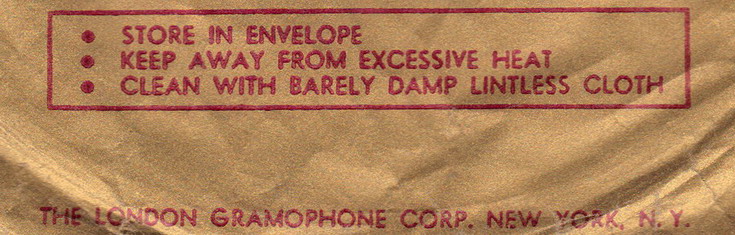 • STORE IN ENVELOPE
• KEEP AWAY FROM EXCESSIVE HEAT
• CLEAN WITH BARELY DAMP LINTLESS CLOTH
THE LONDON GRAMOPHONE CORP. NEW YORK, N. Y.